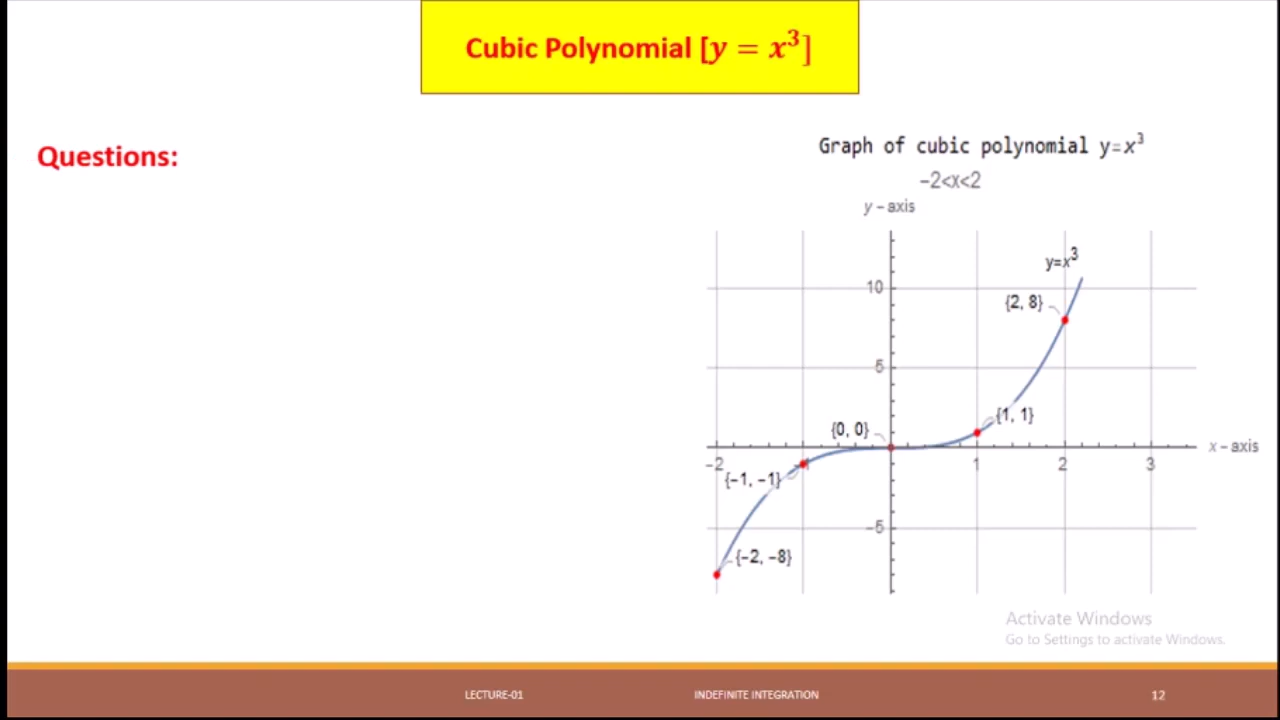 Cubic Polynomial [y = x³]
Questions:
Graph of cubic polynomial y=x³
−2<x<2
y – axis
y=x³
10
{2, 8}
5
{1, 1}
{0, 0}
x – axis
−2
1
2
3
{−1, −1}
−5
{−2, −8}
Activate Windows
Go to Settings to activate Windows.
LECTURE-01
INDEFINITE INTEGRATION
12